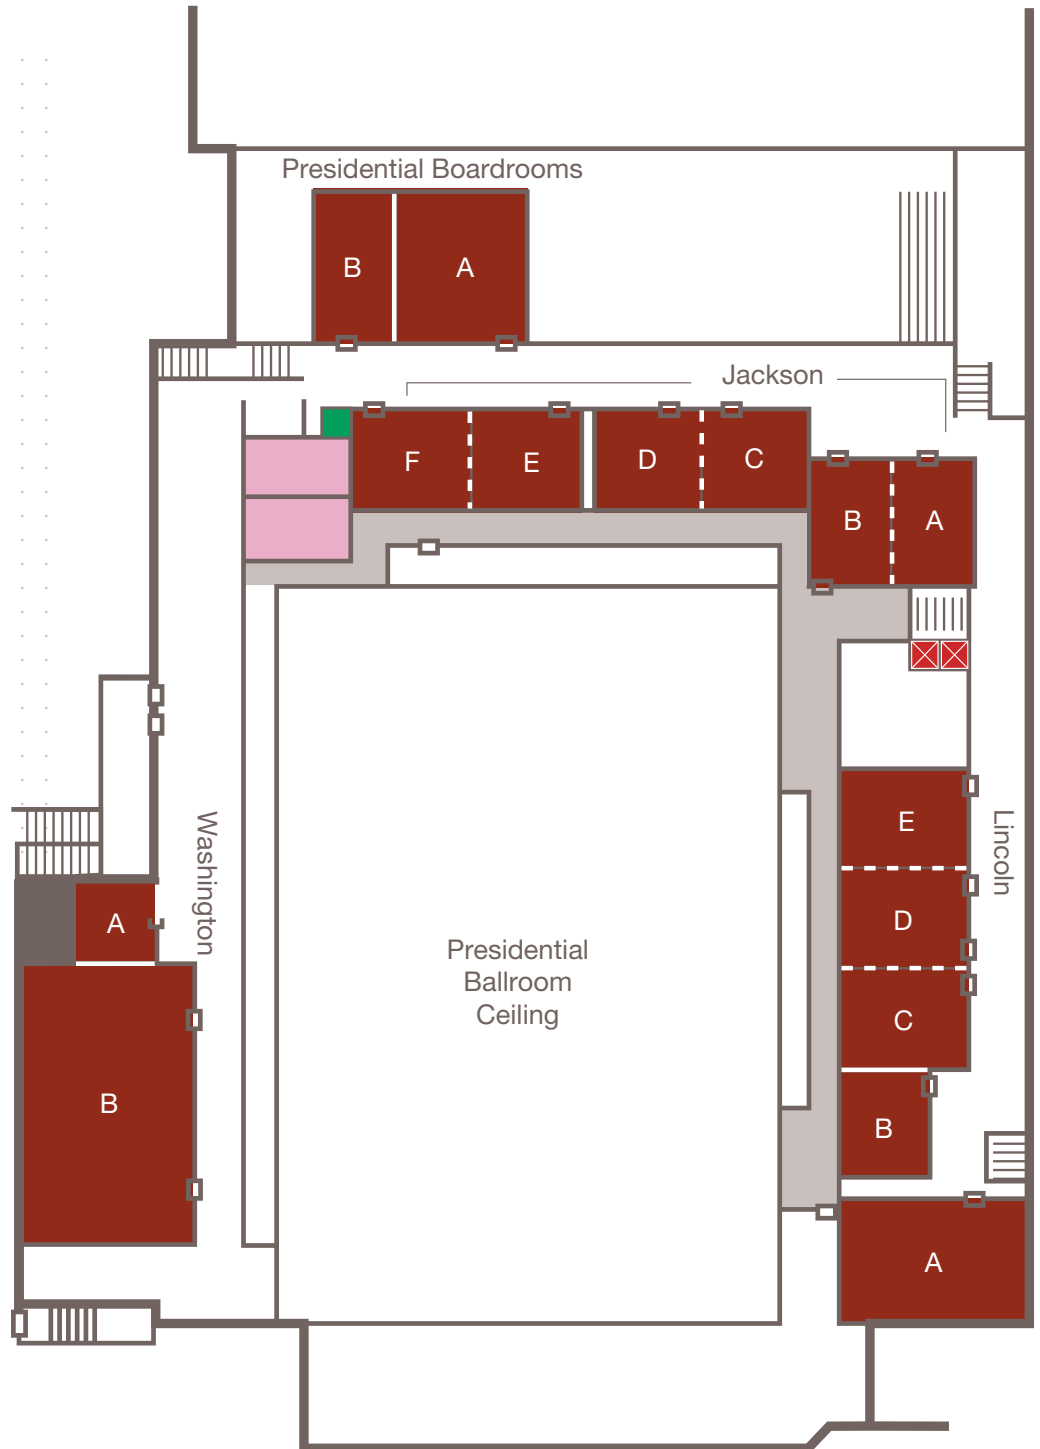 Presidential Boardrooms
B
A
Jackson
F
E
D
C
B
A
Washington
Lincoln
E
D
C
B
A
A
B
Presidential
Ballroom
Ceiling